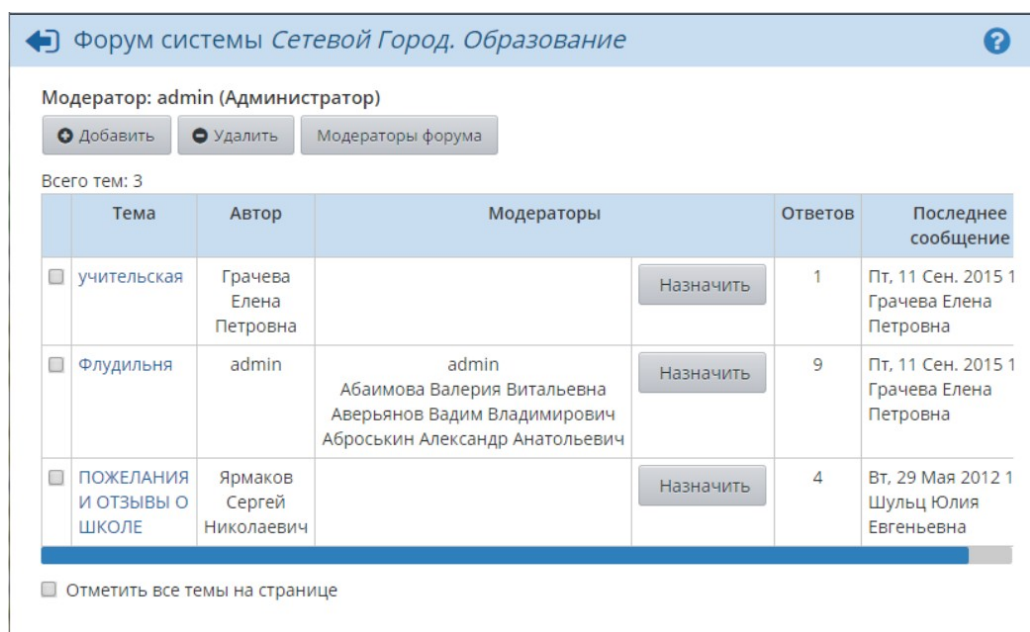 Форум системы Сетевой Город. Образование
Модератор: admin (Администратор)
Добавить
Удалить
Модераторы форума
Всего тем: 3
Тема
Автор
Модераторы
Ответов
Последнее
сообщение
учительская
Грачева
Елена
Петровна
Назначить
1
Пт, 11 Сен. 2015 1
Грачева Елена
Петровна
Флудильня
admin
admin
Абаимова Валерия Витальевна
Аверьянов Вадим Владимирович
Аброськин Александр Анатольевич
Назначить
9
Пт, 11 Сен. 2015 1
Грачева Елена
Петровна
ПОЖЕЛАНИЯ
И ОТЗЫВЫ О
ШКОЛЕ
Ярмаков
Сергей
Николаевич
Назначить
4
Вт, 29 Мая 2012 1
Шульц Юлия
Евгеньевна
Отметить все темы на странице